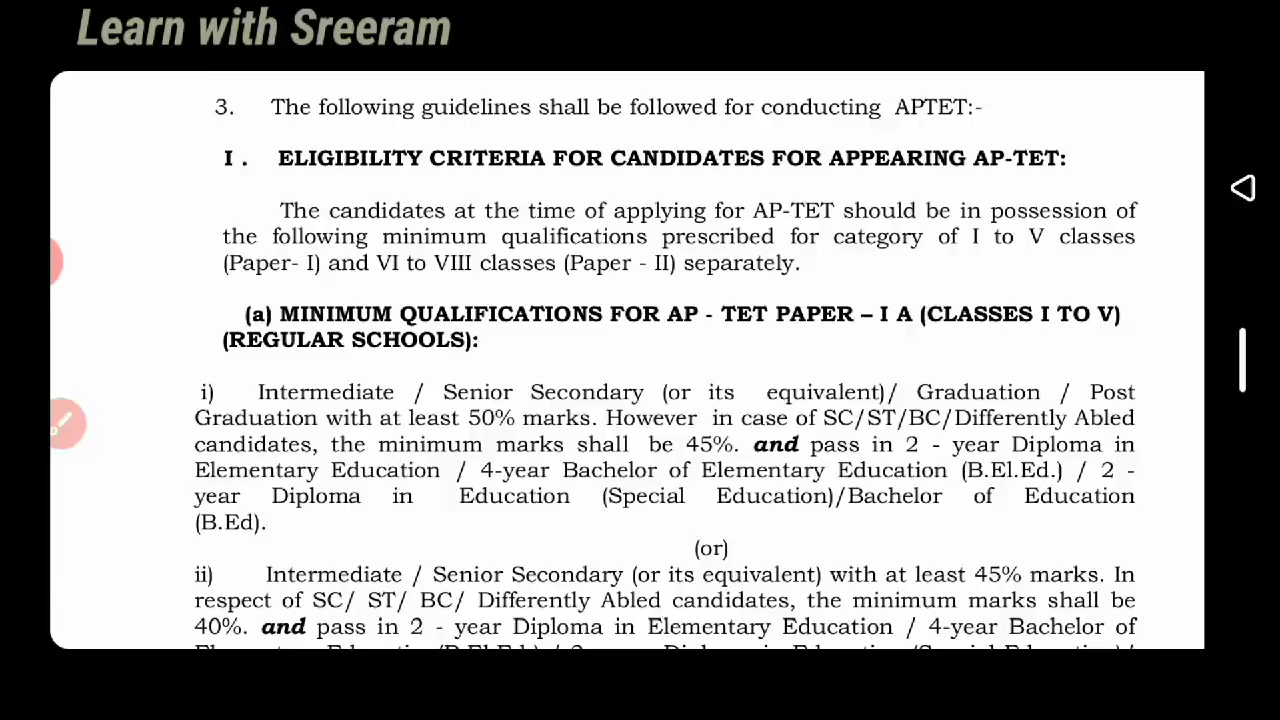 Learn with Sreeram
3. The following guidelines shall be followed for conducting APTET:-
I . ELIGIBILITY CRITERIA FOR CANDIDATES FOR APPEARING AP-TET:
The candidates at the time of applying for AP-TET should be in possession of
the following minimum qualifications prescribed for category of I to V classes
(Paper- I) and VI to VIII classes (Paper - II) separately.
(a) MINIMUM QUALIFICATIONS FOR AP - TET PAPER – I A (CLASSES I TO V)
(REGULAR SCHOOLS):
i) Intermediate / Senior Secondary (or its equivalent)/ Graduation / Post
Graduation with at least 50% marks. However in case of SC/ST/BC/Differently Abled
candidates, the minimum marks shall be 45%. and pass in 2 - year Diploma in
Elementary Education / 4-year Bachelor of Elementary Education (B.El.Ed.) / 2 -
year Diploma in Education (Special Education)/Bachelor of Education
(B.Ed).
(or)
ii) Intermediate / Senior Secondary (or its equivalent) with at least 45% marks. In
respect of SC/ ST/ BC/ Differently Abled candidates, the minimum marks shall be
40%. and pass in 2 - year Diploma in Elementary Education / 4-year Bachelor of